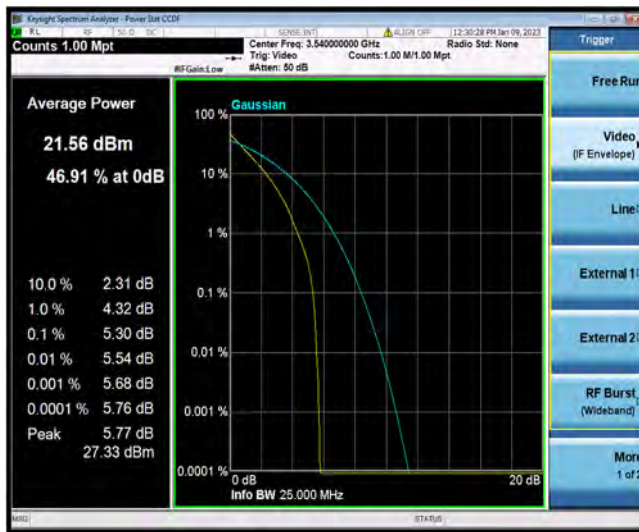 Keysight Spectrum Analyzer - Power Stat CCDF
RL RF 50 Ω DC SENSE:INT ALIGN OFF 12:30:28 PM Jan 09, 2023
Counts 1.00 Mpt
Center Freq: 3.540000000 GHz Radio Std: None
Trig: Video Counts:1.00 M/1.00 Mpt
#IFGain:Low #Atten: 50 dB
Trigger
Free Run
Video
(IF Envelope)
Line
External 1
External 2
RF Burst
(Wideband)
More
1 of 2
Average Power
21.56 dBm
46.91 % at 0dB
10.0 % 2.31 dB
1.0 % 4.32 dB
0.1 % 5.30 dB
0.01 % 5.54 dB
0.001 % 5.68 dB
0.0001 % 5.76 dB
Peak 5.77 dB
27.33 dBm
Gaussian
100 %
10 %
1 %
0.1 %
0.01 %
0.001 %
0.0001 %
0 dB 20 dB
Info BW 25.000 MHz
MSG STATUS